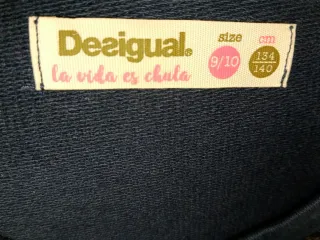 Desigual® size cm
la vida es chula 9/10 134/140